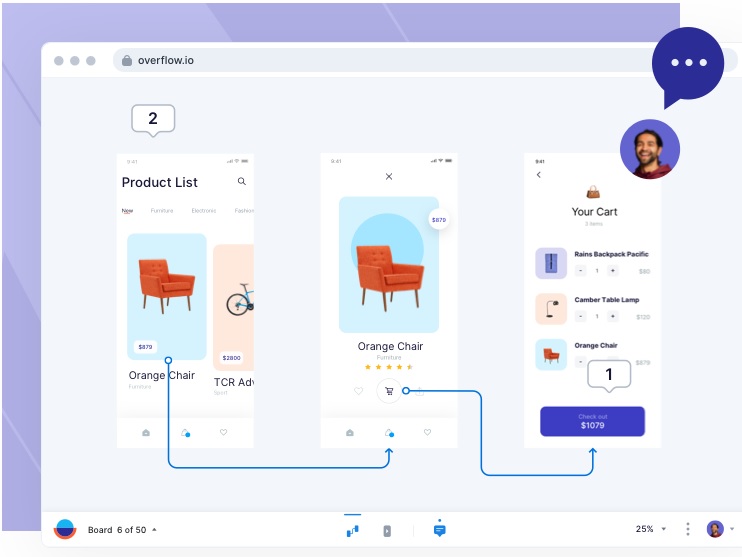 overflow.io
2
9:41
Product List
New Furniture Electronic Fashion
$879
$2800
Orange Chair
Furniture
TCR Adv
Sport
9:41
$879
Orange Chair
Furniture
9:41
Your Cart
3 items
Rains Backpack Pacific
- 1 +
$80
Camber Table Lamp
- 1 +
$120
Orange Chair
-
$879
1
Check out
$1079
Board 6 of 50
25%